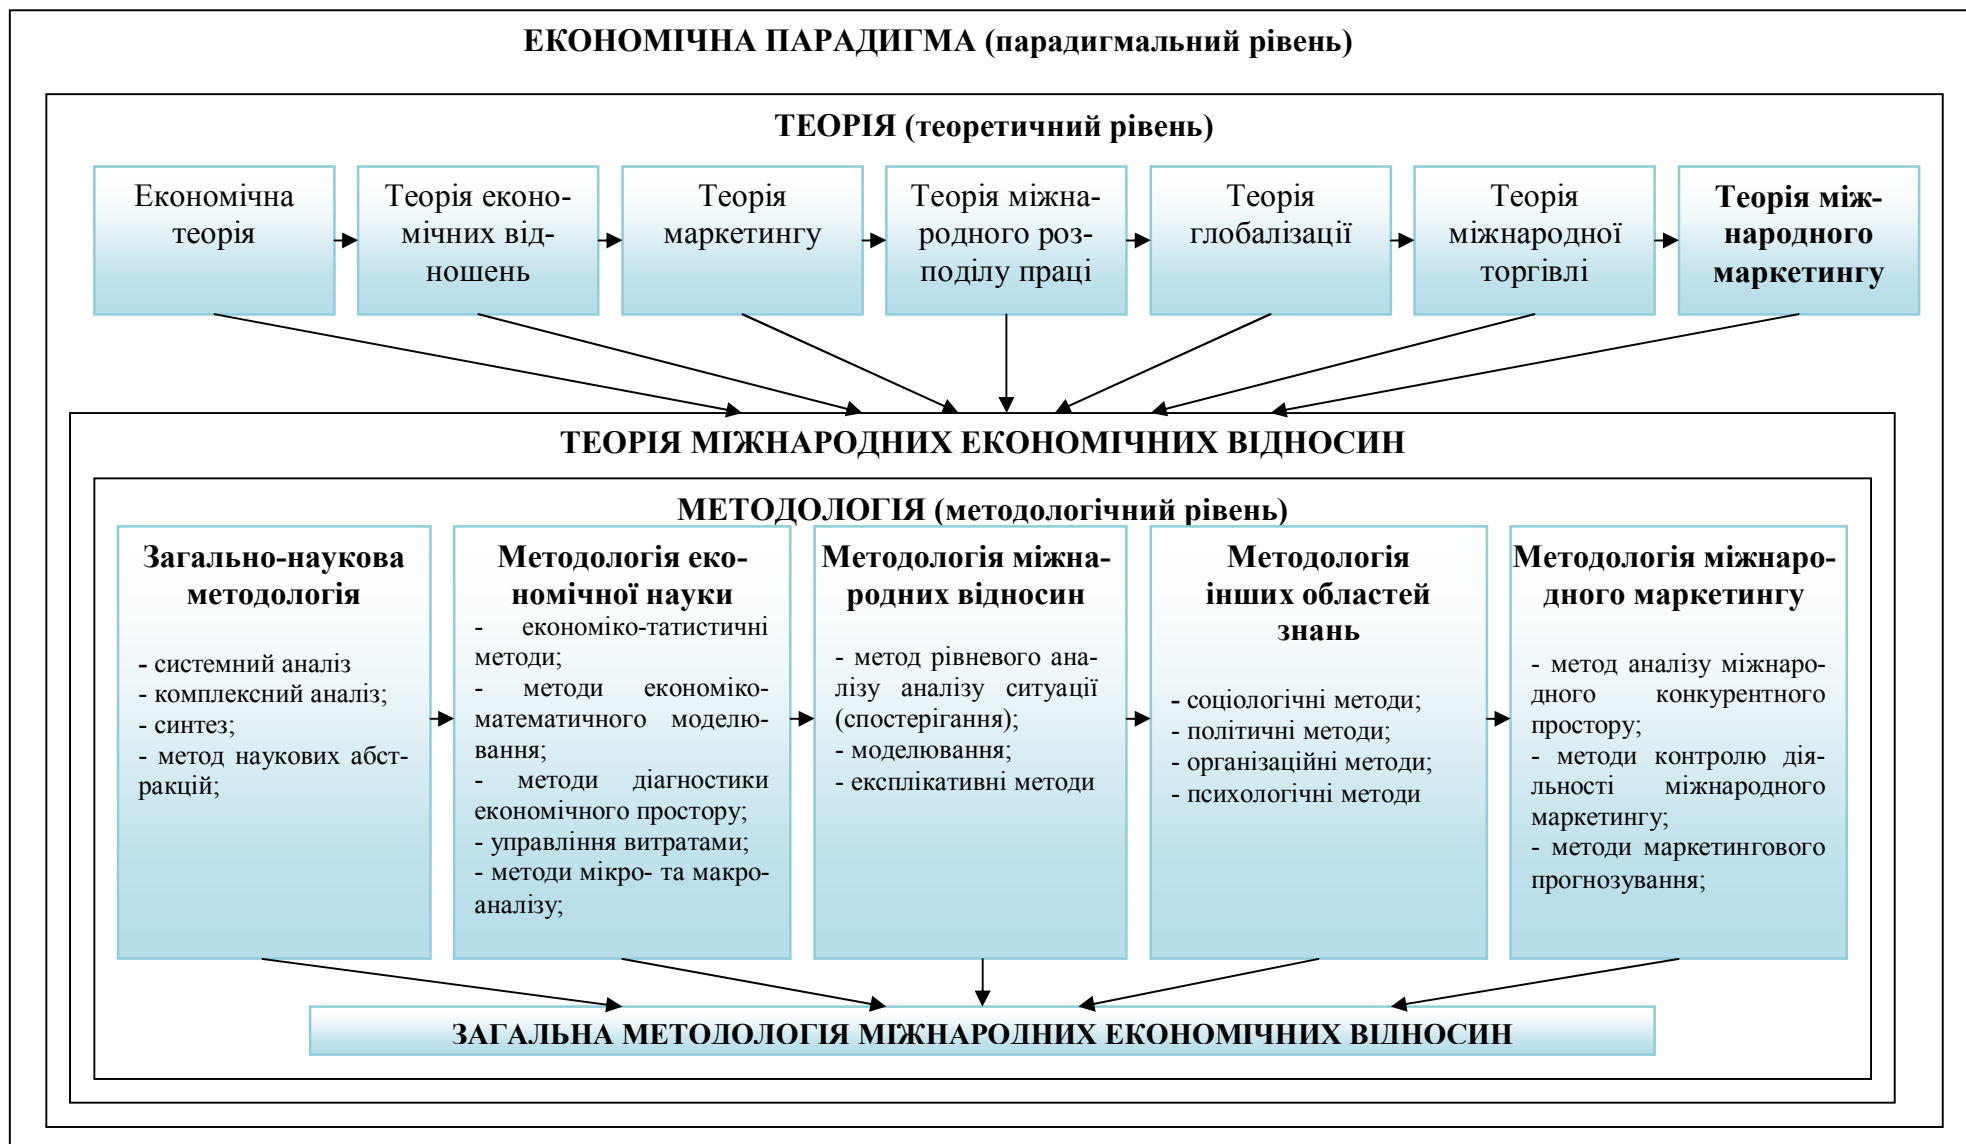 ЕКОНОМІЧНА ПАРАДИГМА (парадигмальний рівень)
ТЕОРІЯ (теоретичний рівень)
Економічна
теорія
Теорія еконо-
мічних від-
ношень
Теорія
маркетингу
Теорія міжна-
родного роз-
поділу праці
Теорія
глобалізації
Теорія
міжнародної
торгівлі
Теорія між-
народного
маркетингу
ТЕОРІЯ МІЖНАРОДНИХ ЕКОНОМІЧНИХ ВІДНОСИН
МЕТОДОЛОГІЯ (методологічний рівень)
Загально-наукова
методологія
- системний аналіз
- комплексний аналіз;
- синтез;
- метод наукових абст-
ракцій;
Методологія еко-
номічної науки
- економіко-татистичні
методи;
- методи економіко-
математичного моделю-
вання;
- методи діагностики
економічного простору;
- управління витратами;
- методи мікро- та макро-
аналізу;
Методологія міжна-
родних відносин
- метод рівневого ана-
лізу аналізу ситуації
(спостерігання);
- моделювання;
- експлікативні методи
Методологія
інших областей
знань
- соціологічні методи;
- політичні методи;
- організаційні методи;
- психологічні методи
Методологія міжнаро-
дного маркетингу
- метод аналізу міжнаро-
дного конкурентного
простору;
- методи контролю дія-
льності міжнародного
маркетингу;
- методи маркетингового
прогнозування;
ЗАГАЛЬНА МЕТОДОЛОГІЯ МІЖНАРОДНИХ ЕКОНОМІЧНИХ ВІДНОСИН